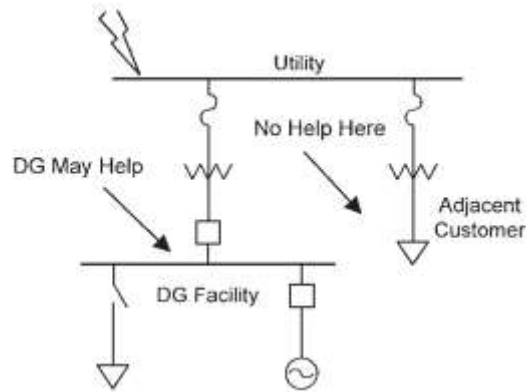 Utility
No Help Here
DG May Help
Adjacent
Customer
DG Facility